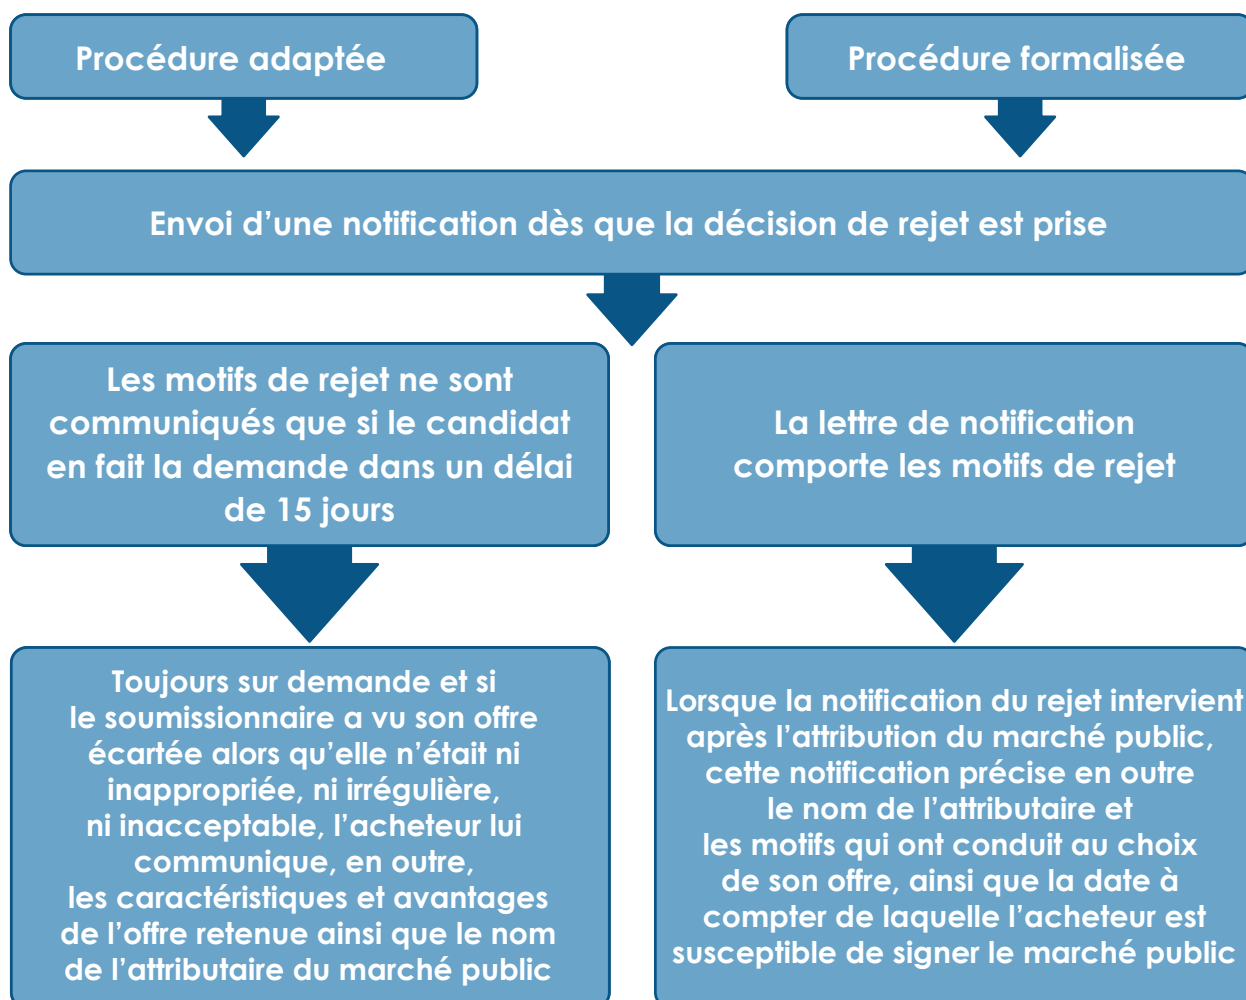 Procédure adaptée
Procédure formalisée
Envoi d’une notification dès que la décision de rejet est prise
Les motifs de rejet ne sont
communiqués que si le candidat
en fait la demande dans un délai
de 15 jours
La lettre de notification
comporte les motifs de rejet
Toujours sur demande et si
le soumissionnaire a vu son offre
écartée alors qu’elle n’était ni
inappropriée, ni irrégulière,
ni inacceptable, l’acheteur lui
communique, en outre,
les caractéristiques et avantages
de l’offre retenue ainsi que le nom
de l’attributaire du marché public
Lorsque la notification du rejet intervient
après l’attribution du marché public,
cette notification précise en outre
le nom de l’attributaire et
les motifs qui ont conduit au choix
de son offre, ainsi que la date à
compter de laquelle l’acheteur est
susceptible de signer le marché public